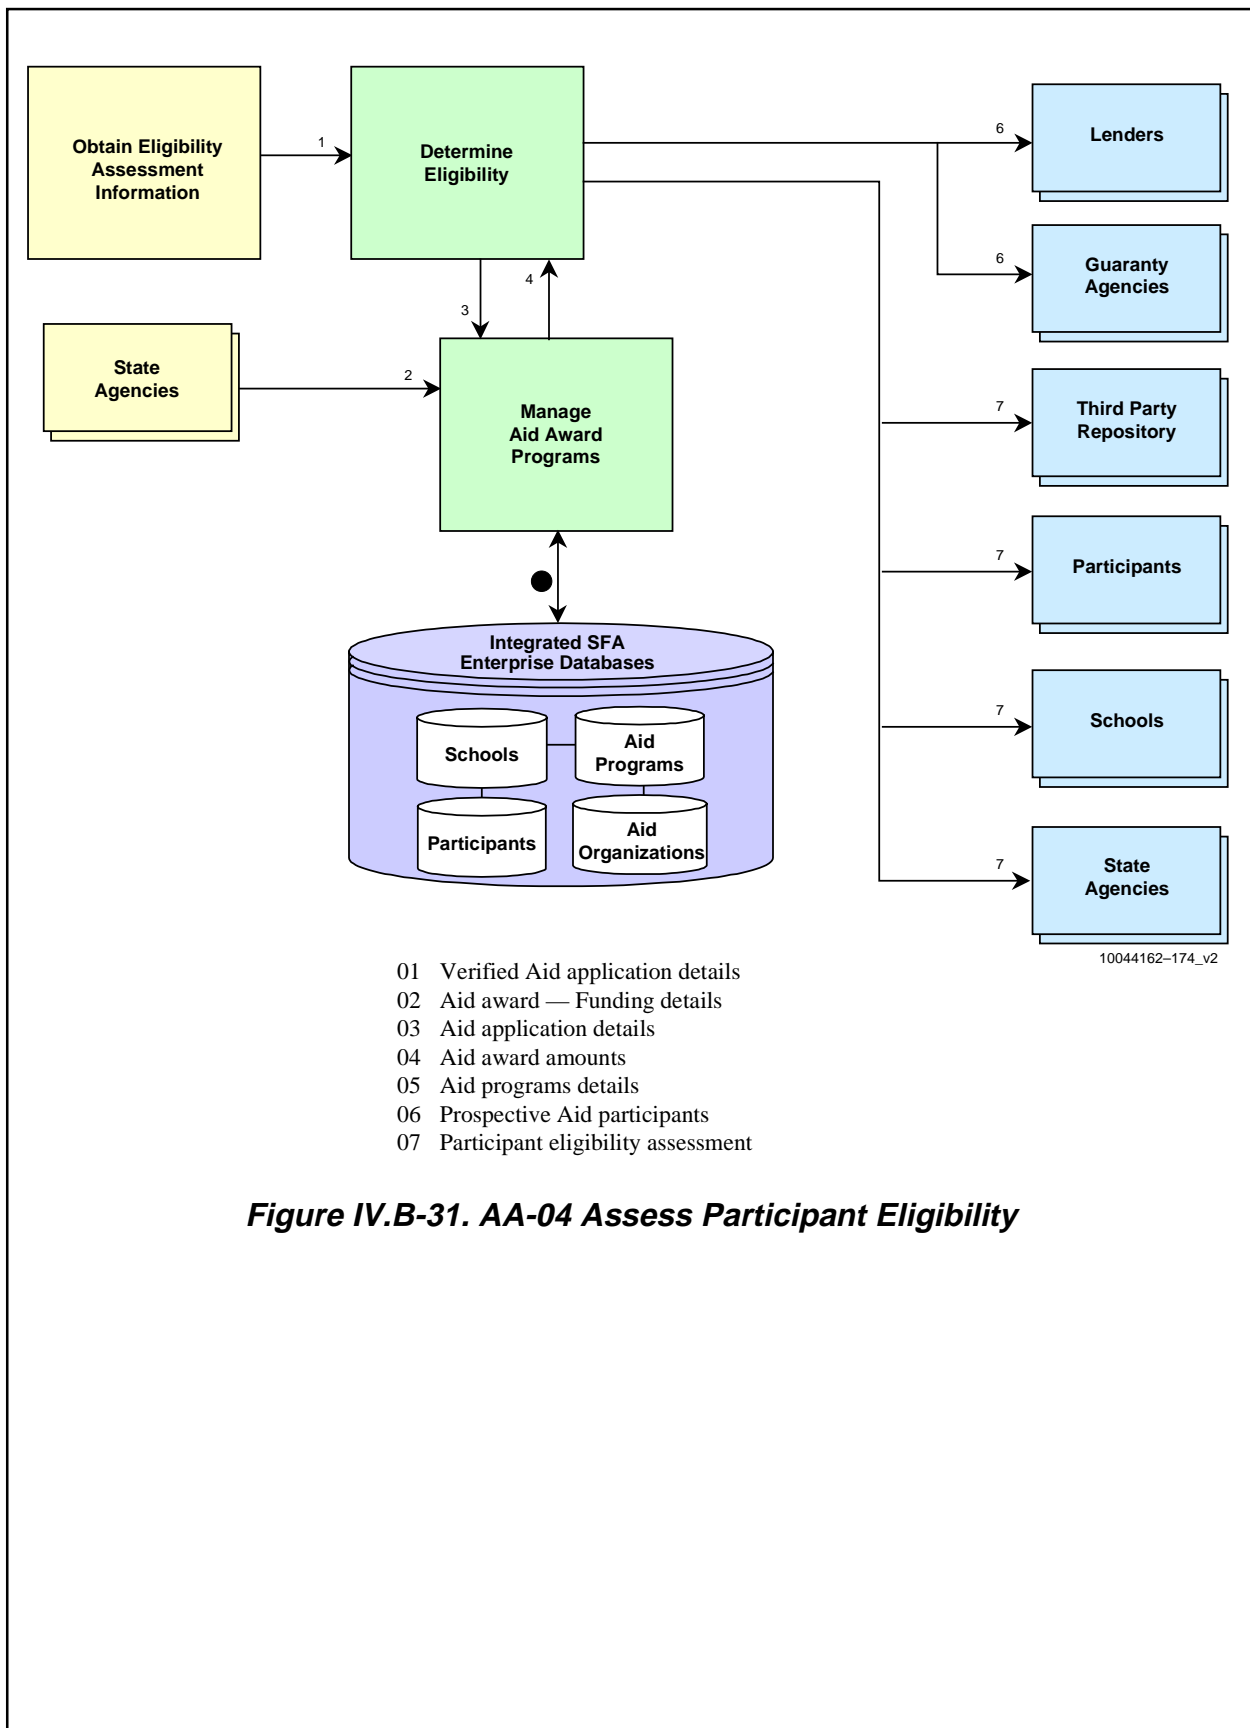 Obtain Eligibility
Assessment
Information
1
Determine
Eligibility
6
Lenders
6
Guaranty
Agencies
3
4
State
Agencies
2
Manage
Aid Award
Programs
7
Third Party
Repository
7
Participants
Integrated SFA
Enterprise Databases
Schools
Aid
Programs
Participants
Aid
Organizations
7
Schools
7
State
Agencies
10044162–174_v2
01 Verified Aid application details
02 Aid award — Funding details
03 Aid application details
04 Aid award amounts
05 Aid programs details
06 Prospective Aid participants
07 Participant eligibility assessment
Figure IV.B-31. AA-04 Assess Participant Eligibility